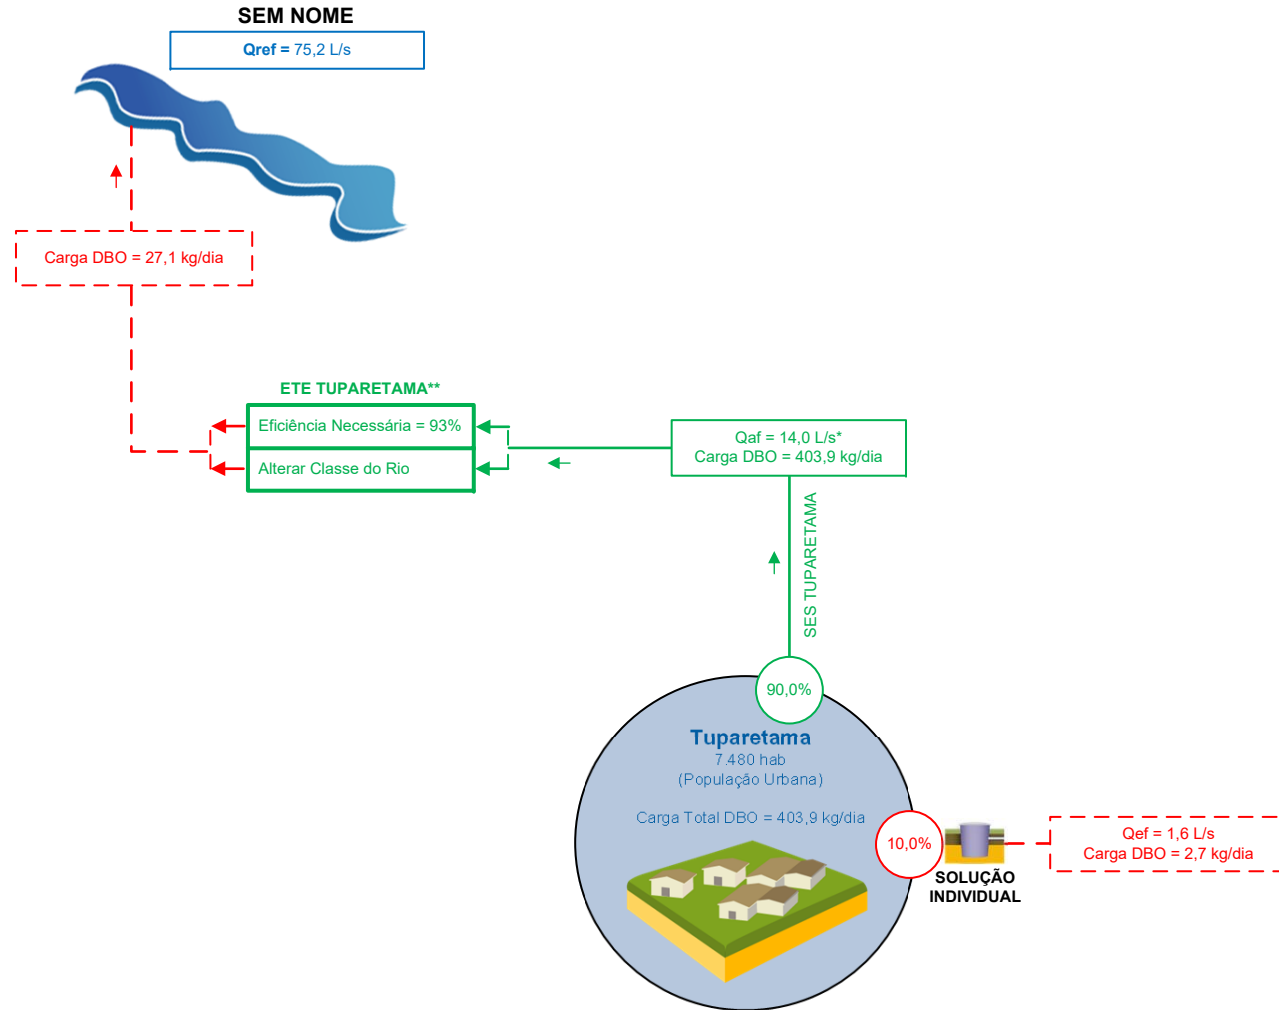 SEM NOME
Qref = 75,2 L/s
Carga DBO = 27,1 kg/dia
ETE TUPARETAMA**
Eficiência Necessária = 93%
Alterar Classe do Rio
Qaf = 14,0 L/s*
Carga DBO = 403,9 kg/dia
SES TUPARETAMA
90,0%
Tuparetama
7.480 hab
(População Urbana)
Carga Total DBO = 403,9 kg/dia
10,0%
SOLUÇÃO
INDIVIDUAL
Qef = 1,6 L/s
Carga DBO = 2,7 kg/dia